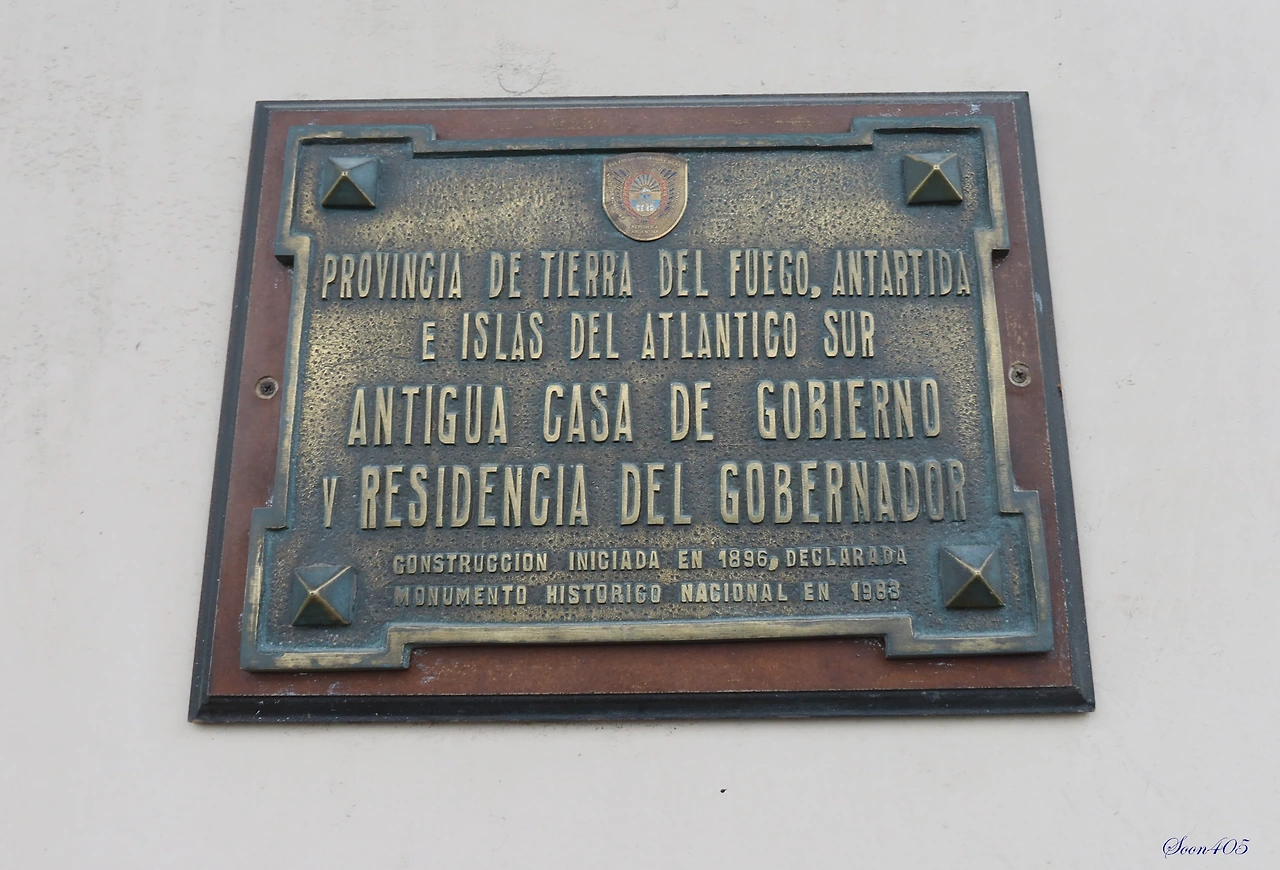 PROVINCIA DE TIERRA DEL FUEGO, ANTARTIDA
E ISLAS DEL ATLANTICO SUR
ANTIGUA CASA DE GOBIERNO
Y RESIDENCIA DEL GOBERNADOR
CONSTRUCCION INICIADA EN 1896, DECLARADA
MONUMENTO HISTORICO NACIONAL EN 1983
Soon405